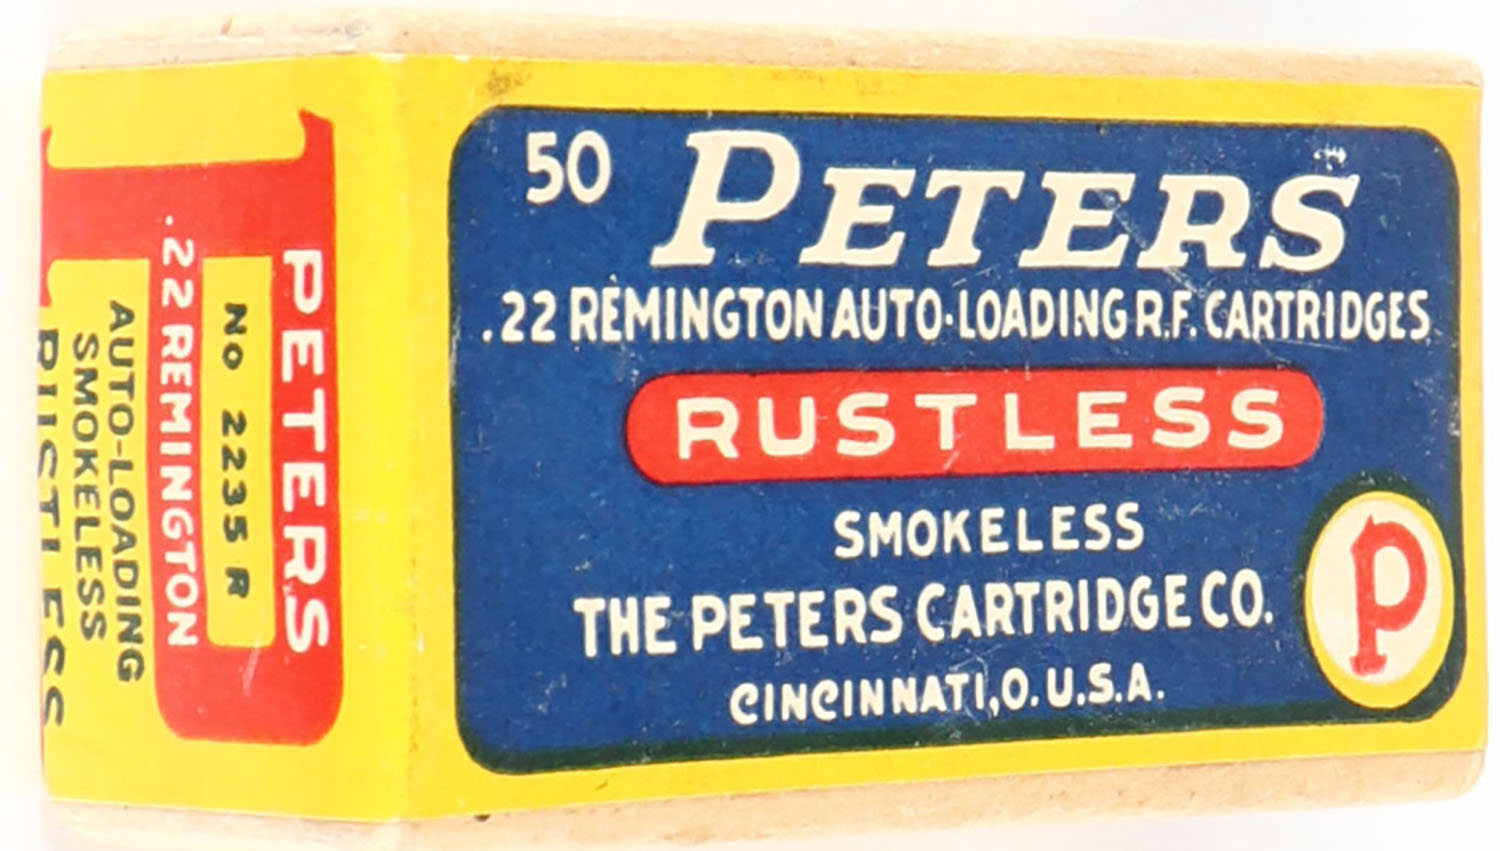 50 PETERS
.22 REMINGTON AUTO-LOADING R.F. CARTRIDGES
RUSTLESS
SMOKELESS
THE PETERS CARTRIDGE CO.
CINCINNATI, O. U.S.A.
P
PETERS
No 2235 R
.22 REMINGTON
AUTO-LOADING
SMOKELESS
RUSTLESS